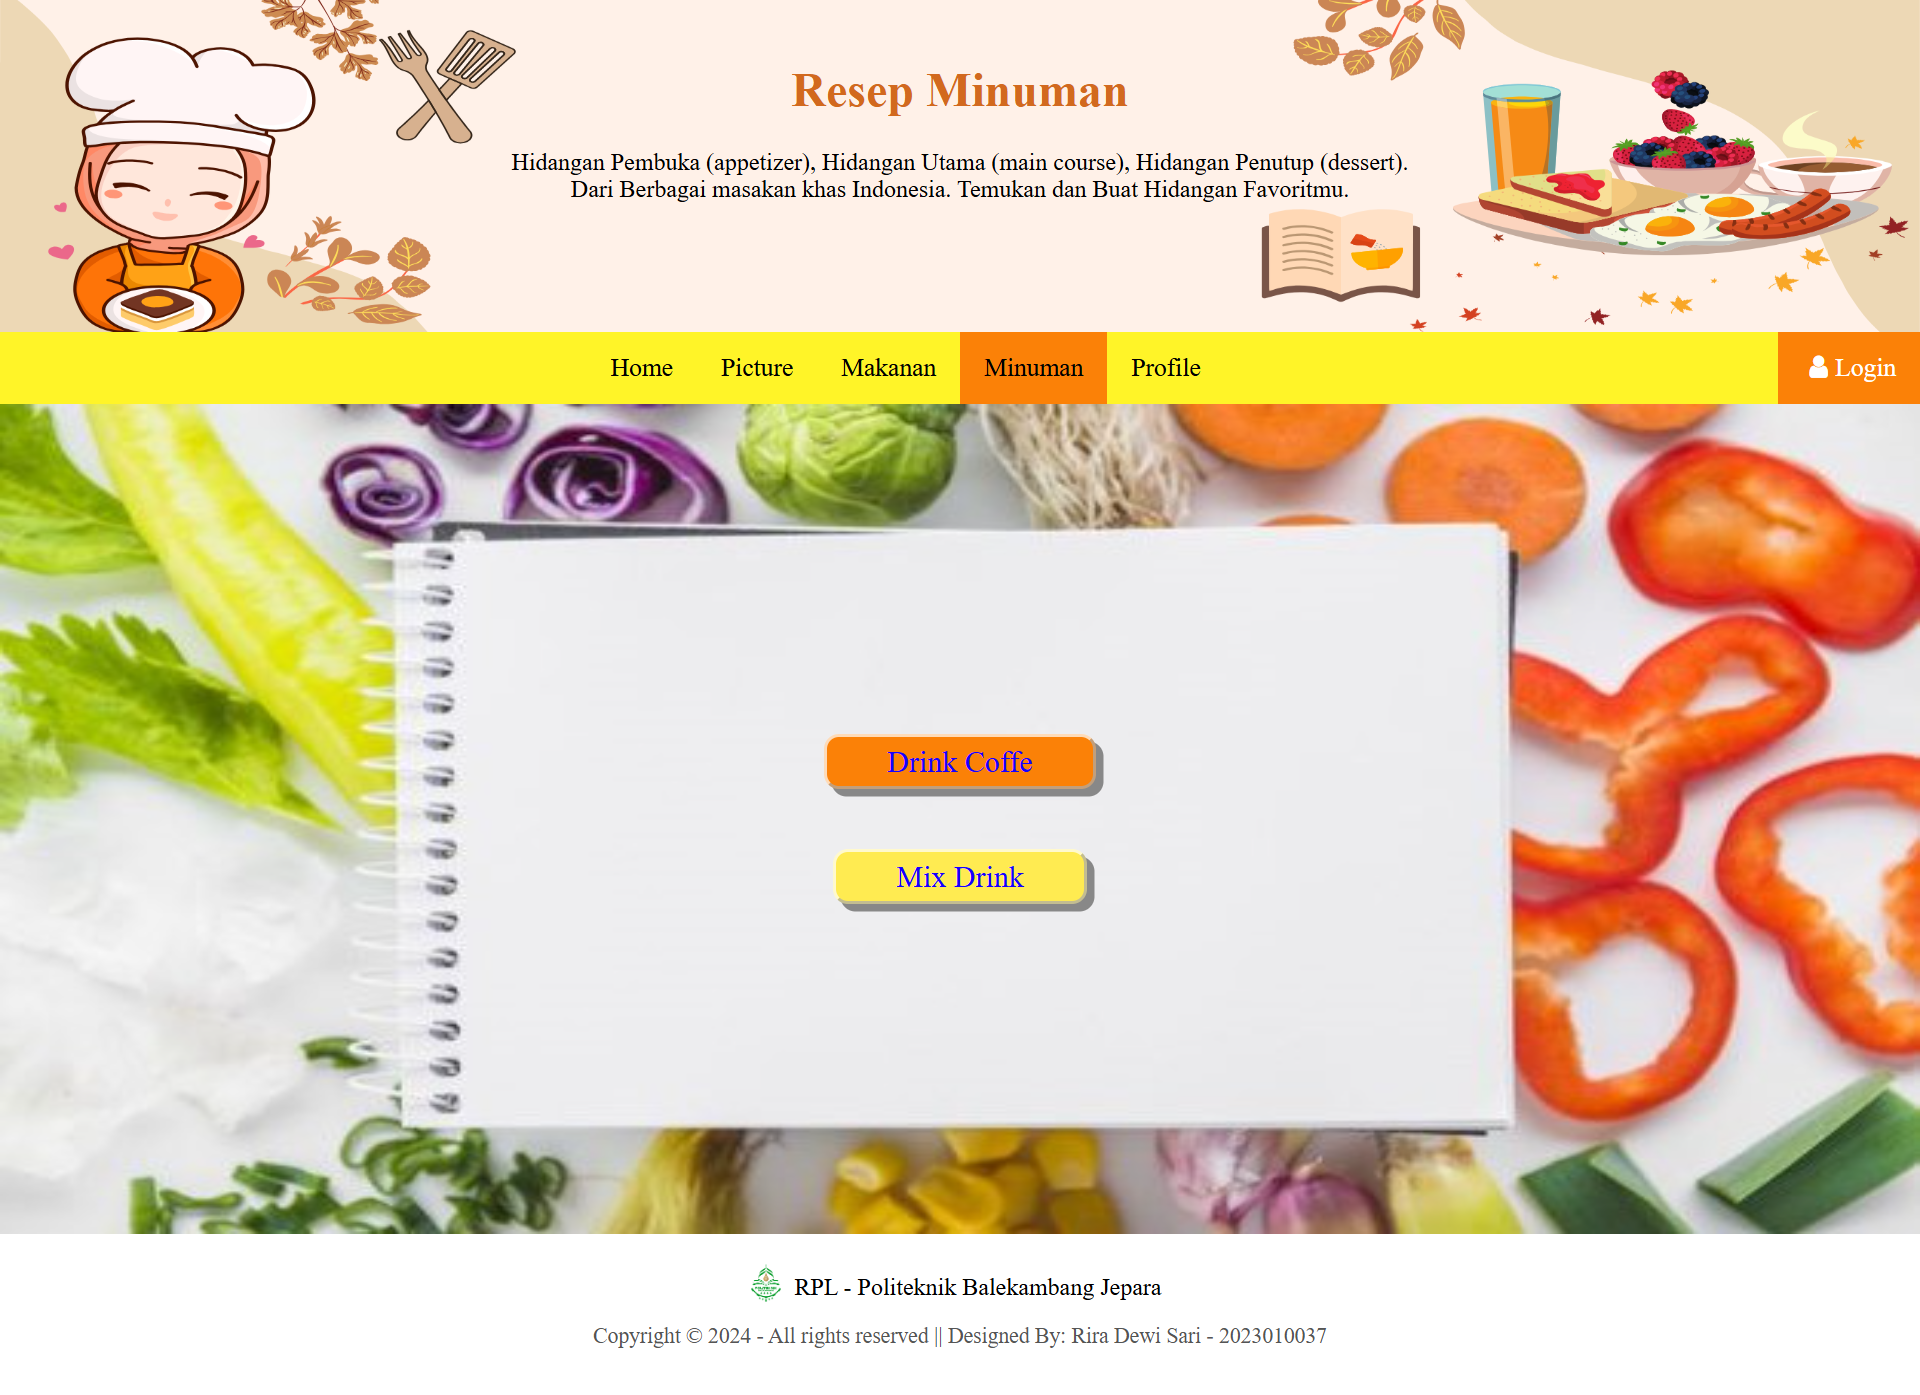 Resep Minuman
Hidangan Pembuka (appetizer), Hidangan Utama (main course), Hidangan Penutup (dessert).
Dari Berbagai masakan khas Indonesia. Temukan dan Buat Hidangan Favoritmu.
Home Picture Makanan Minuman Profile Login
Drink Coffe
Mix Drink
RPL - Politeknik Balekambang Jepara
Copyright © 2024 - All rights reserved || Designed By: Rira Dewi Sari - 2023010037